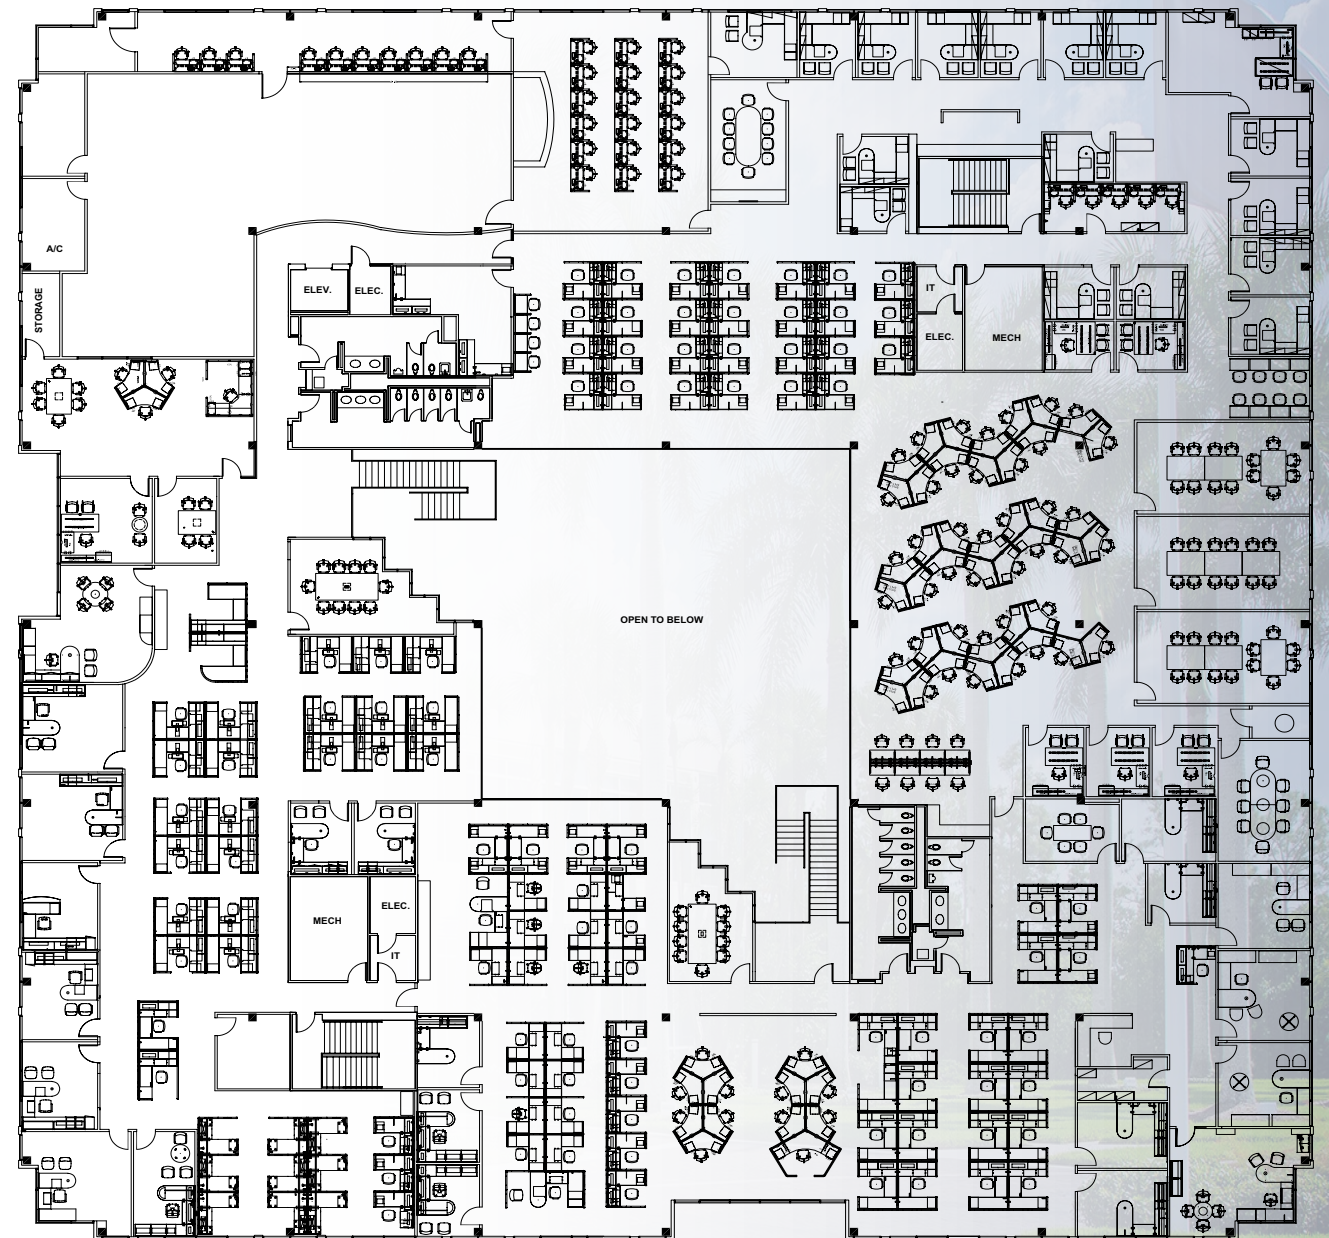 A/C
STORAGE
ELEV.
ELEC.
IT
ELEC.
MECH
OPEN TO BELOW
MECH
ELEC.
IT